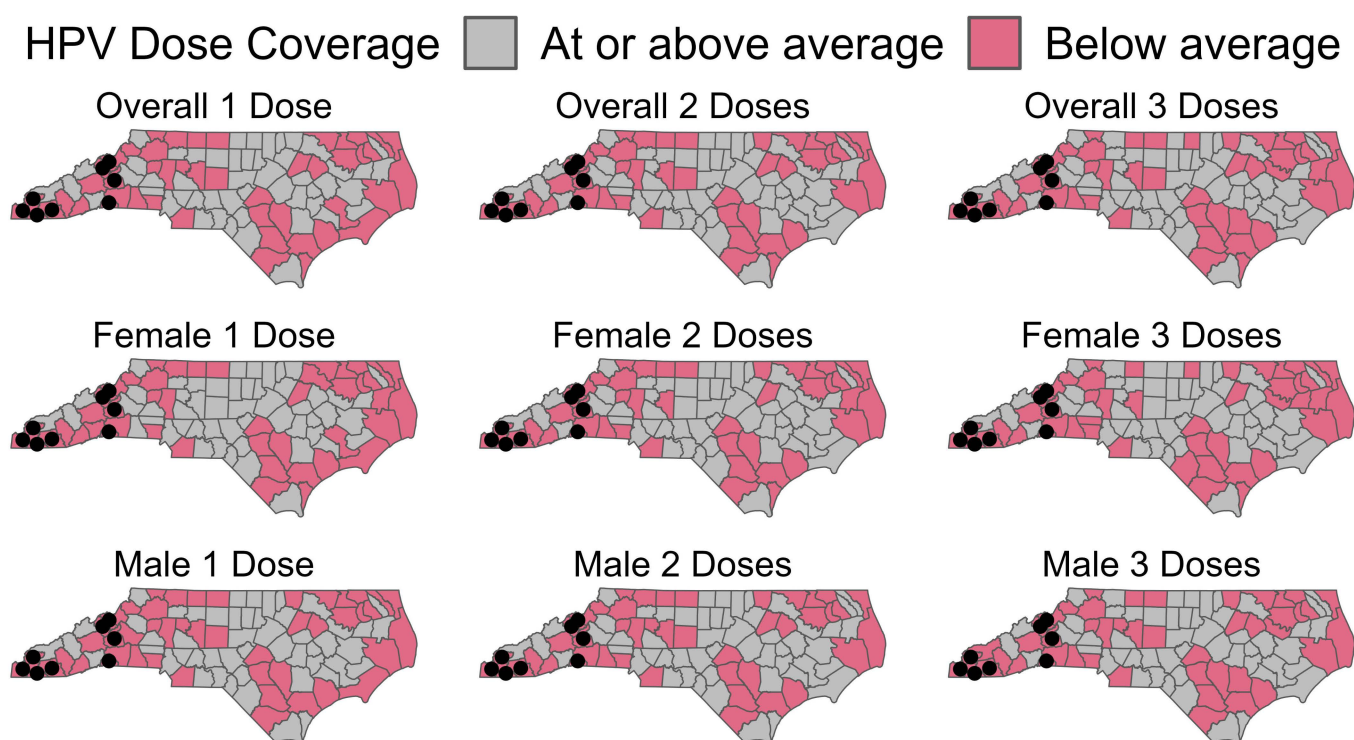 HPV Dose Coverage At or above average Below average
Overall 1 Dose
Overall 2 Doses
Overall 3 Doses
Female 1 Dose
Female 2 Doses
Female 3 Doses
Male 1 Dose
Male 2 Doses
Male 3 Doses